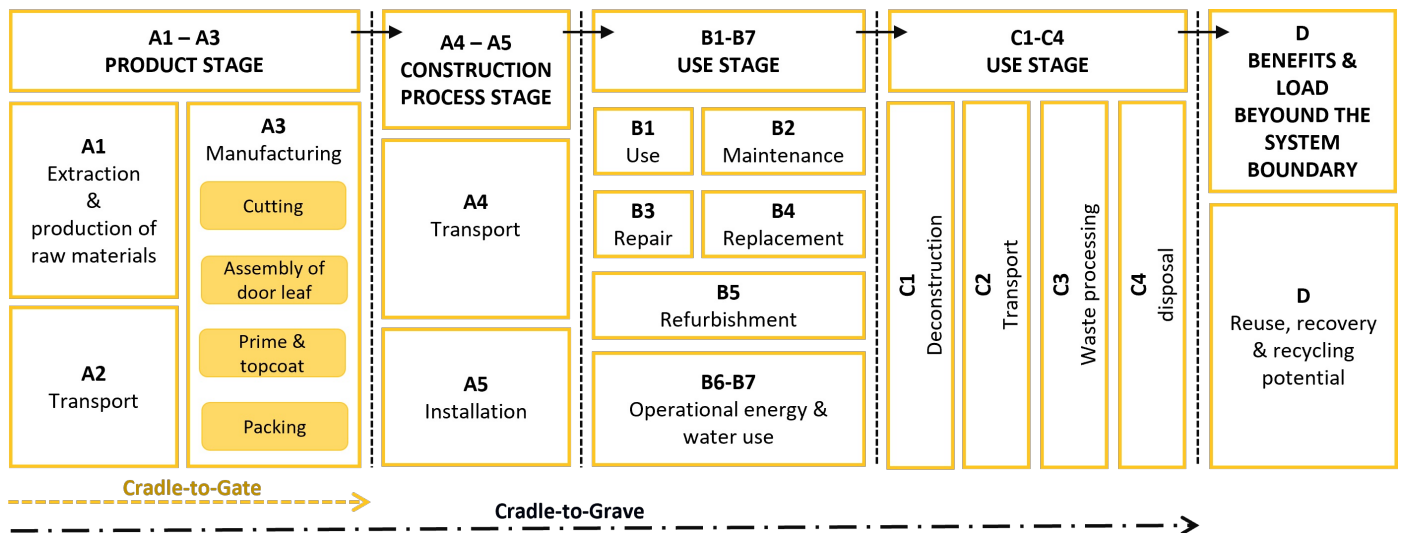 A1 – A3
PRODUCT STAGE
A1
Extraction
&
production of
raw materials
A2
Transport
A3
Manufacturing
Cutting
Assembly of
door leaf
Prime &
topcoat
Packing
A4 – A5
CONSTRUCTION
PROCESS STAGE
A4
Transport
A5
Installation
B1-B7
USE STAGE
B1
Use
B2
Maintenance
B3
Repair
B4
Replacement
B5
Refurbishment
B6-B7
Operational energy &
water use
C1-C4
USE STAGE
C1
Deconstruction
C2
Transport
C3
Waste processing
C4
disposal
D
BENEFITS &
LOAD
BEYOUND THE
SYSTEM
BOUNDARY
D
Reuse, recovery
& recycling
potential
Cradle-to-Gate
Cradle-to-Grave